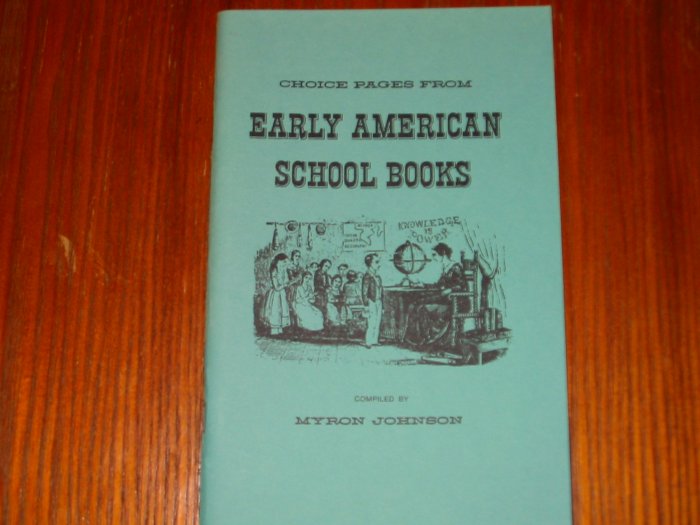 CHOICE PAGES FROM
EARLY AMERICAN
SCHOOL BOOKS
KNOWLEDGE
IS
POWER
COMPILED BY
MYRON JOHNSON